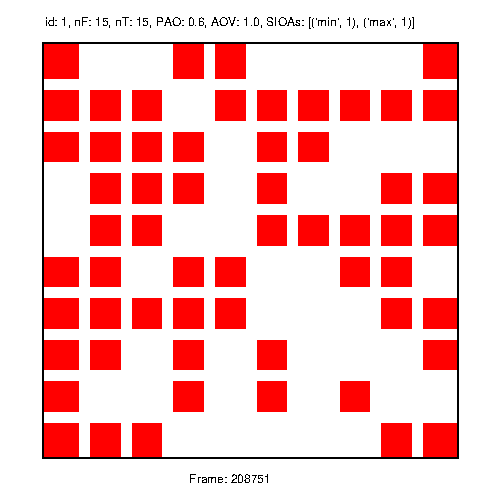 id: 1, nF: 15, nT: 15, PAO: 0.6, AOV: 1.0, SIOAs: [('min', 1), ('max', 1)]
Frame: 208751